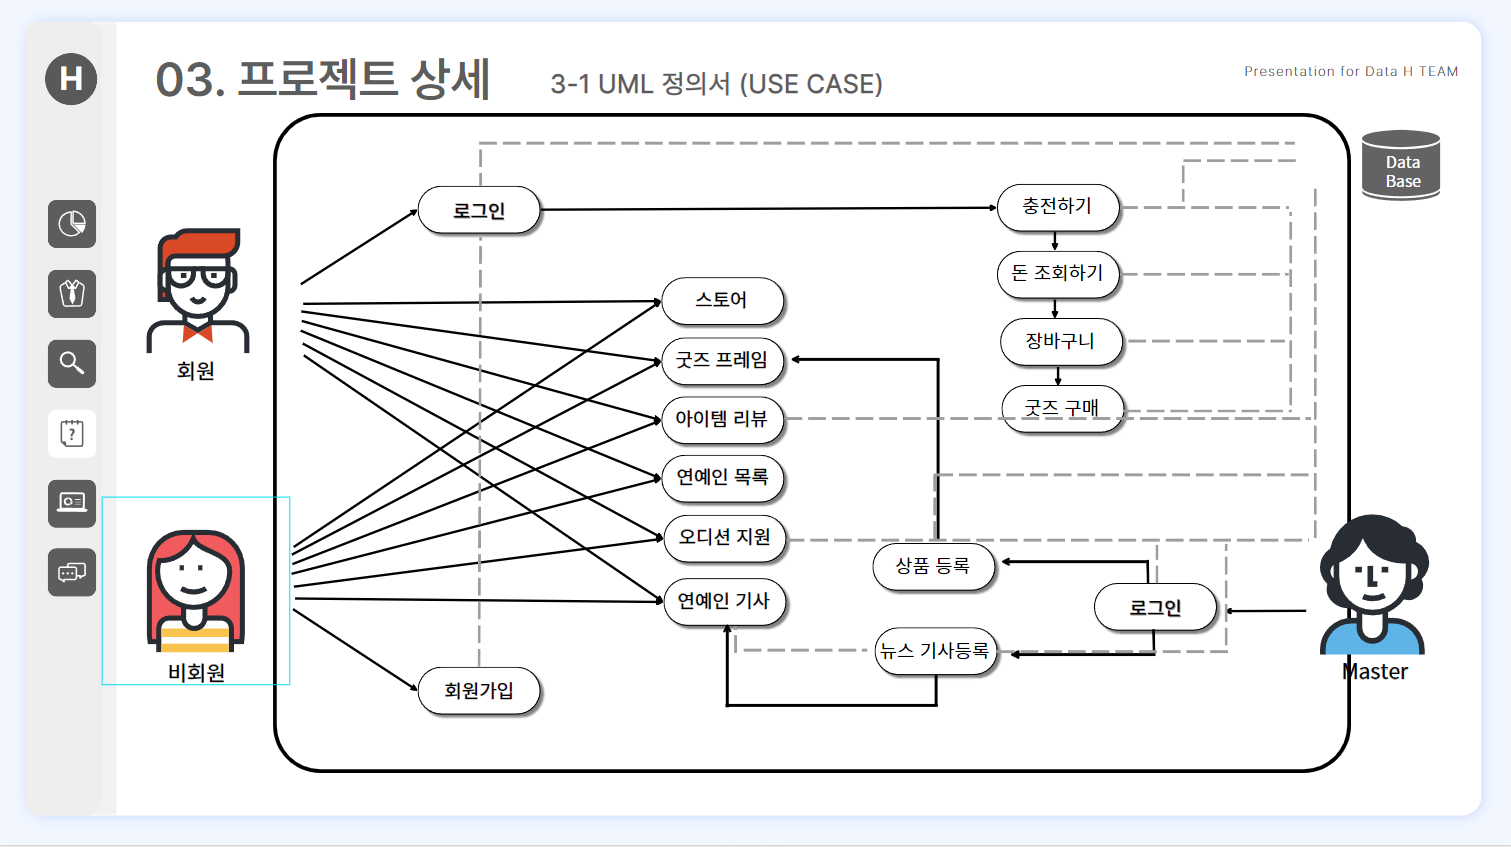 H
03. 프로젝트 상세
3-1 UML 정의서 (USE CASE)
Presentation for Data H TEAM
Data
Base
로그인
충전하기
돈 조회하기
스토어
장바구니
굿즈 프레임
회원
굿즈 구매
아이템 리뷰
?
연예인 목록
오디션 지원
상품 등록
연예인 기사
로그인
뉴스 기사등록
비회원
Master
회원가입